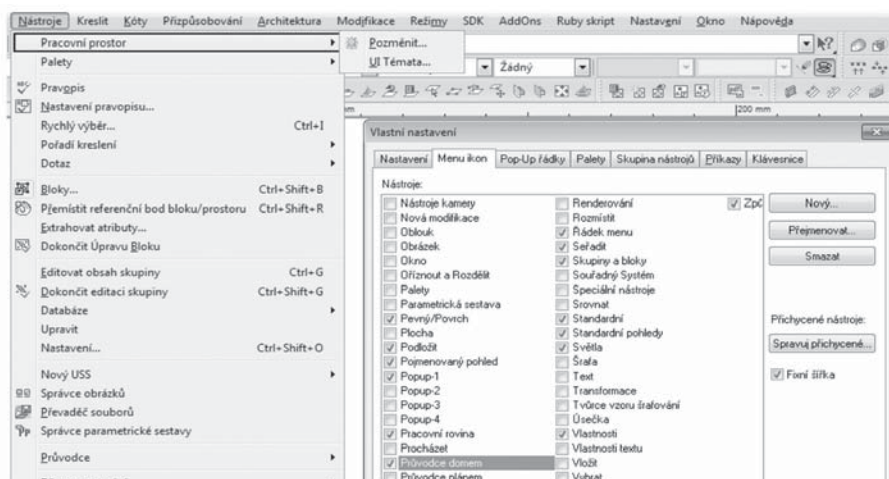 Nástroje Kreslit Kóty Přizpůsobování Architektura Modifikace Režimy SDK AddOns Ruby skript Nastavení Okno Nápověda
Pracovní prostor
Palety
Pravopis
Nastavení pravopisu...
Rychlý výběr... Ctrl+I
Pořadí kreslení
Dotaz
Bloky... Ctrl+Shift+B
Přemístit referenční bod bloku/prostoru Ctrl+Shift+R
Extrahovat atributy...
Dokončit Úpravu Bloku
Editovat obsah skupiny Ctrl+G
Dokončit editaci skupiny Ctrl+Shift+G
Databáze
Upravit
Nastavení... Ctrl+Shift+O
Nový USS
Správce obrázků
Převaděč souborů
Správce parametrické sestavy
Průvodce
Pozměnit...
UI Témata...
Žádný
200 mm
Vlastní nastavení
Nastavení Menu ikon Pop-Up řádky Palety Skupina nástrojů Příkazy Klávesnice
Nástroje:
Nástroje kamery
Nová modifikace
Oblouk
Obrázek
Okno
Oříznout a Rozdělit
Palety
Parametrická sestava
Pevný/Povrch
Plocha
Podložit
Pojmenovaný pohled
Popup-1
Popup-2
Popup-3
Popup-4
Pracovní rovina
Procházet
Průvodce domem
Průvodce plánem
Renderování
Rozmístit
Řádek menu
Seřadit
Skupiny a bloky
Souřadný Systém
Speciální nástroje
Srovnat
Standardní
Standardní pohledy
Světla
Šrafa
Text
Transformace
Tvůrce vzoru šrafování
Úsečka
Vlastnosti
Vlastnosti textu
Vložit
Vybrat
Nový...
Přejmenovat...
Smazat
Přichycené nástroje:
Spravuj přichycené...
Fixní šířka